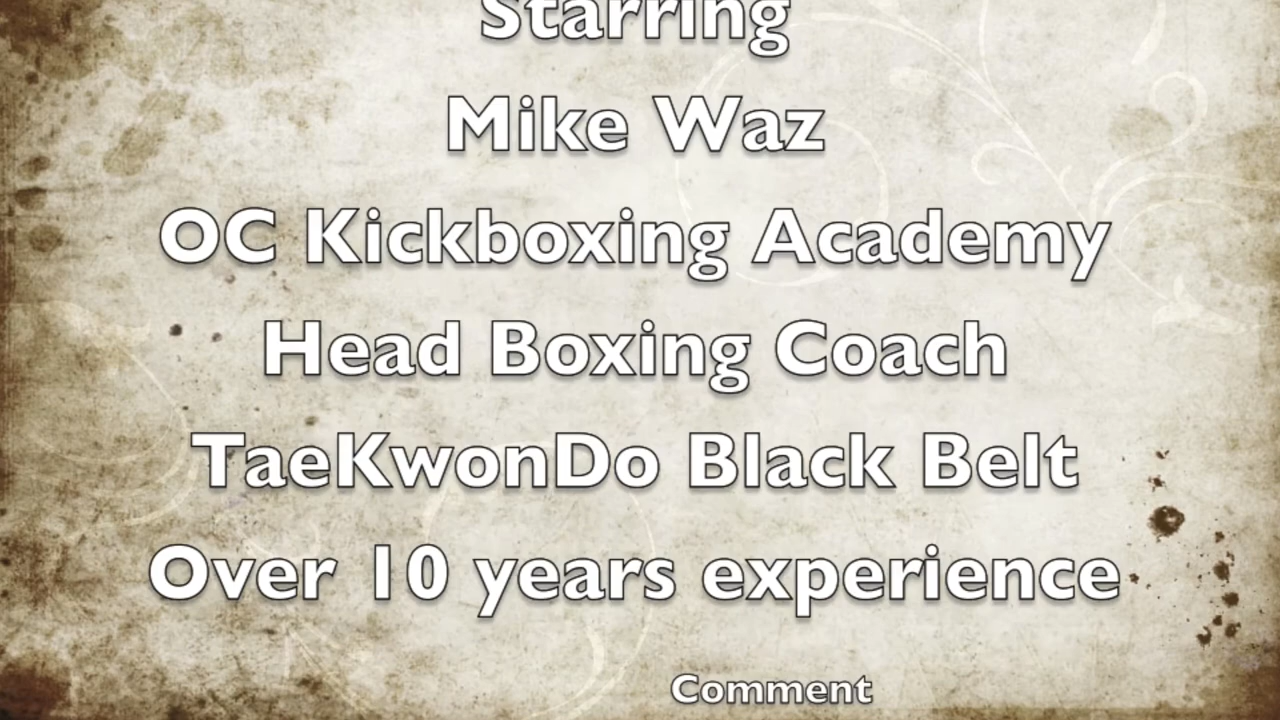 Starring
Mike Waz
OC Kickboxing Academy
Head Boxing Coach
TaeKwonDo Black Belt
Over 10 years experience
Comment